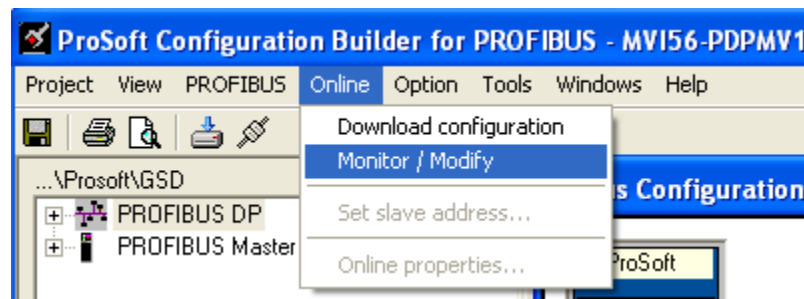 ProSoft Configuration Builder for PROFIBUS - MVI56-PDPMV1
Project View PROFIBUS Online Option Tools Windows Help
Download configuration
Monitor / Modify
Set slave address...
Online properties...
...\Prosoft\GSD
PROFIBUS DP
PROFIBUS Master
s Configuration
ProSoft